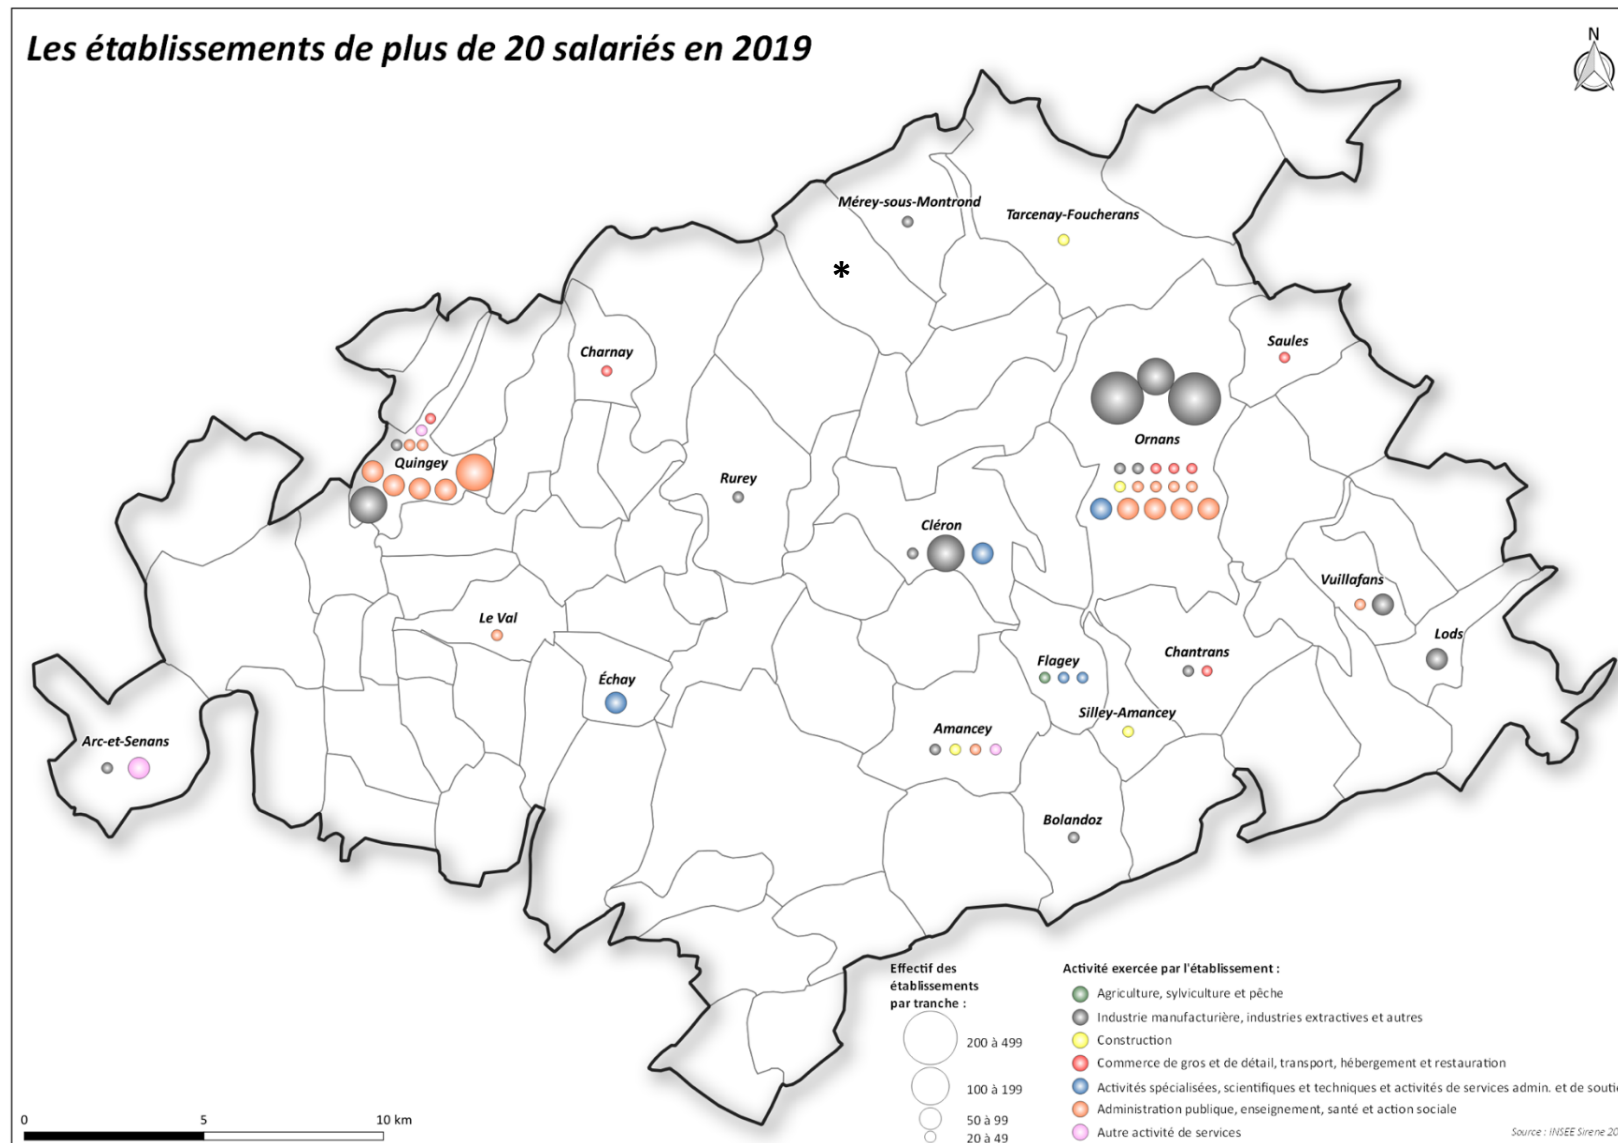 Les établissements de plus de 20 salariés en 2019
N
Mérey-sous-Montrond
Tarcenay-Foucherans
*
Saules
Charnay
Ornans
Quingey
Rurey
Cléron
Vuillafans
Le Val
Lods
Chantrans
Flagey
Échay
Silley-Amancey
Amancey
Arc-et-Senans
Bolandoz
Effectif des
établissements
par tranche :
200 à 499
100 à 199
50 à 99
20 à 49
Activité exercée par l'établissement :
Agriculture, sylviculture et pêche
Industrie manufacturière, industries extractives et autres
Construction
Commerce de gros et de détail, transport, hébergement et restauration
Activités spécialisées, scientifiques et techniques et activités de services admin. et de soutie
Administration publique, enseignement, santé et action sociale
Autre activité de services
0 5 10 km
Source : INSEE Sirene 20